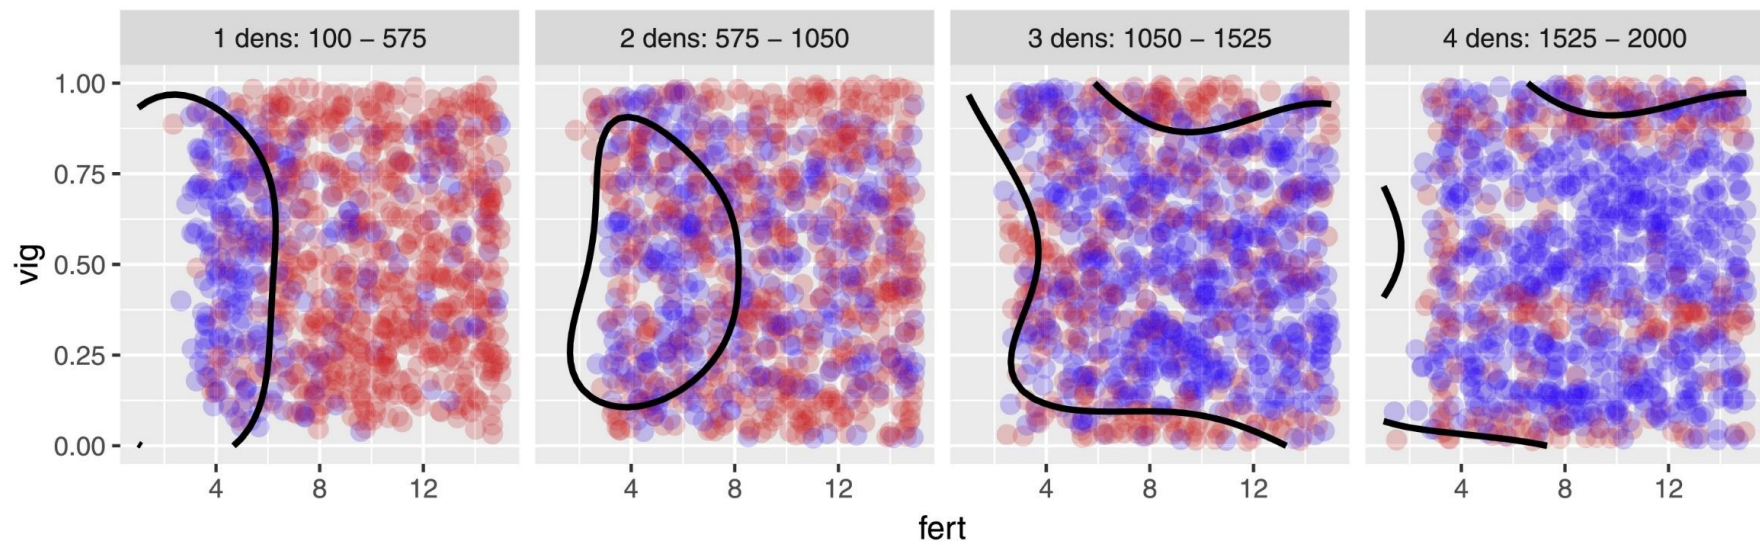 1 dens: 100 − 575
2 dens: 575 − 1050
3 dens: 1050 − 1525
4 dens: 1525 − 2000
1.00
0.75
0.50
0.25
0.00
vig
4 8 12 4 8 12 4 8 12 4 8 12
fert